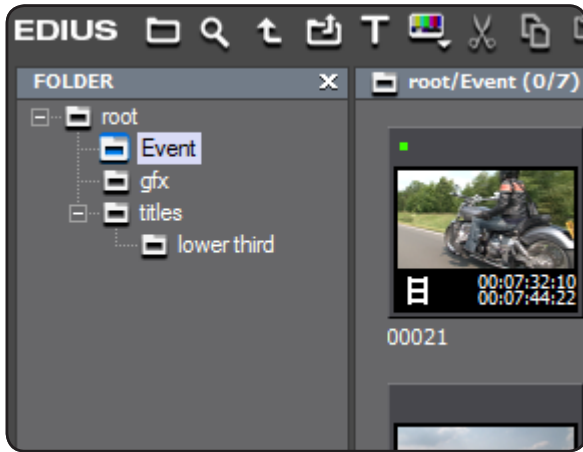 EDIUS
T
FOLDER X
root/Event (0/7)
root
Event
gfx
titles
lower third
00:07:32:10
00:07:44:22
00021